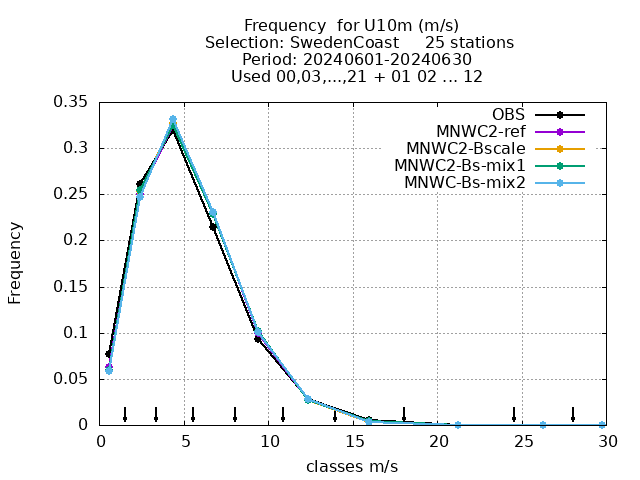 Frequency  for U10m (m/s)
Selection: SwedenCoast     25 stations
Period: 20240601-20240630
Used 00,03,...,21 + 01 02 ... 12
OBS
MNWC2-ref
MNWC2-Bscale
MNWC2-Bs-mix1
MNWC-Bs-mix2
Frequency
0.35
0.3
0.25
0.2
0.15
0.1
0.05
0
0 5 10 15 20 25 30
classes m/s